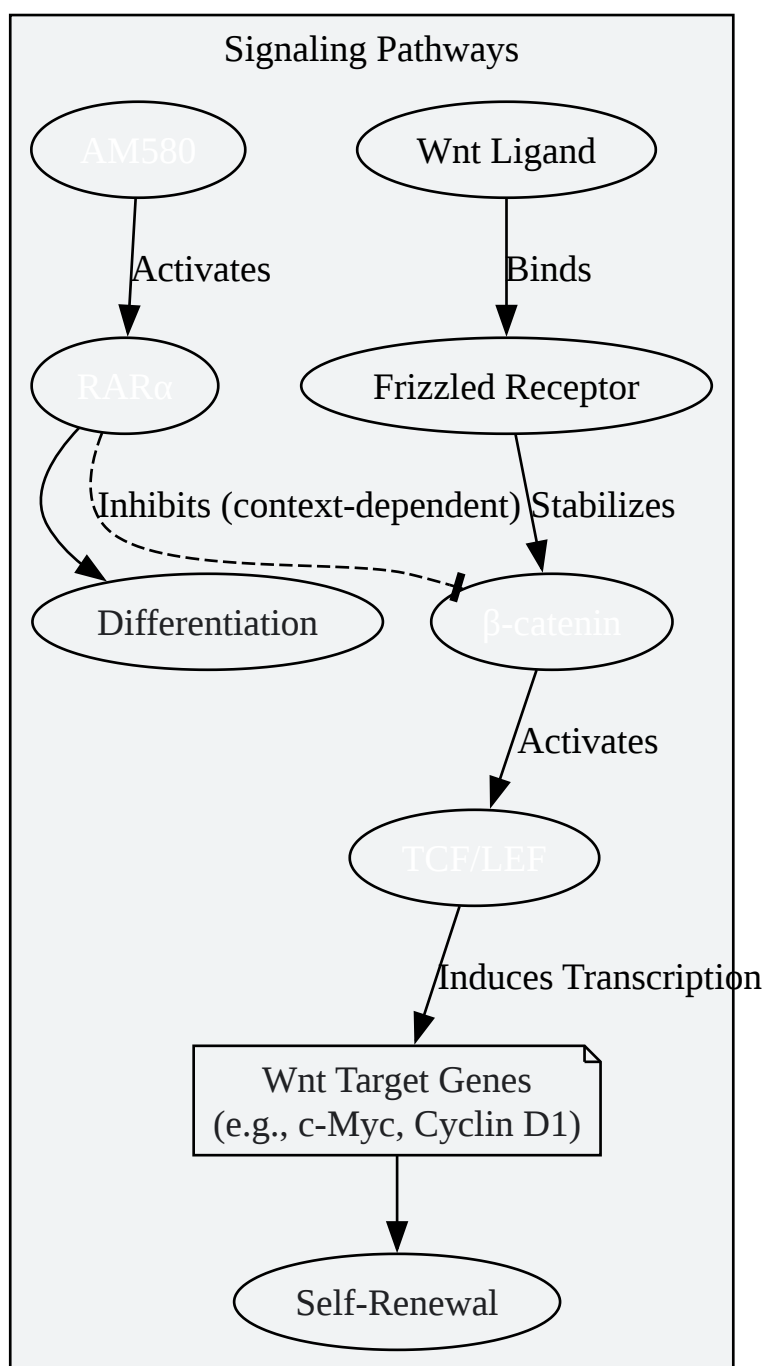 Signaling Pathways
AM580
Wnt Ligand
Activates
Binds
RARα
Frizzled Receptor
Inhibits (context-dependent)
Stabilizes
Differentiation
β-catenin
Activates
TCF/LEF
Induces Transcription
Wnt Target Genes
(e.g., c-Myc, Cyclin D1)
Self-Renewal